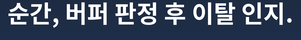 순간, 버퍼 판정 후 이탈 인지.